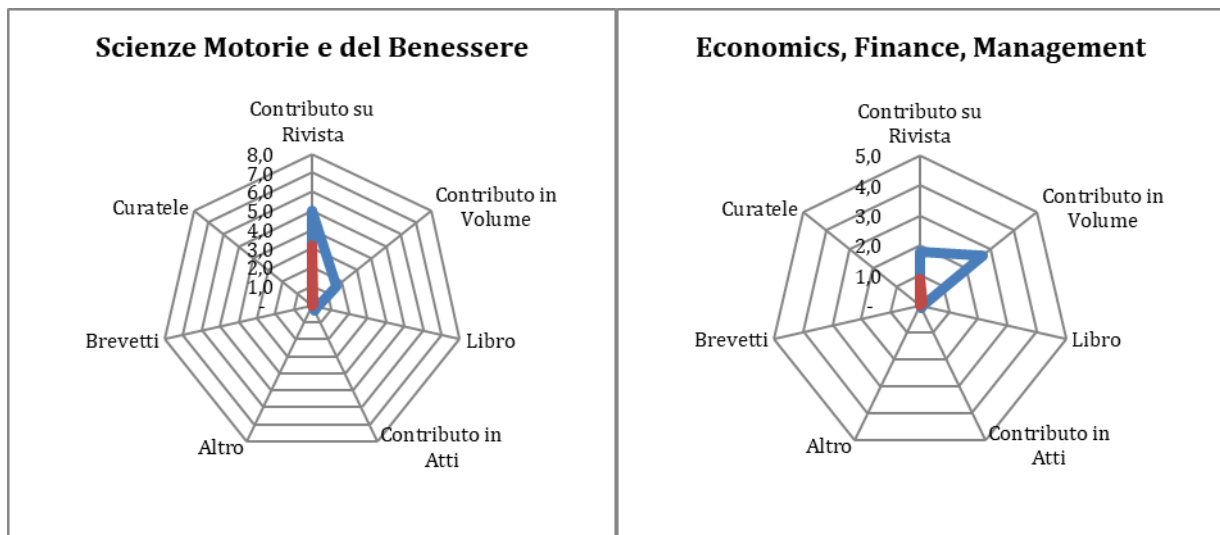 Scienze Motorie e del Benessere
Contributo su
Rivista
8,0
7,0
6,0
5,0
4,0
3,0
2,0
1,0
-
Contributo in
Volume
Libro
Contributo in
Atti
Altro
Brevetti
Curatele
Economics, Finance, Management
Contributo su
Rivista
5,0
4,0
3,0
2,0
1,0
-
Contributo in
Volume
Libro
Contributo in
Atti
Altro
Brevetti
Curatele